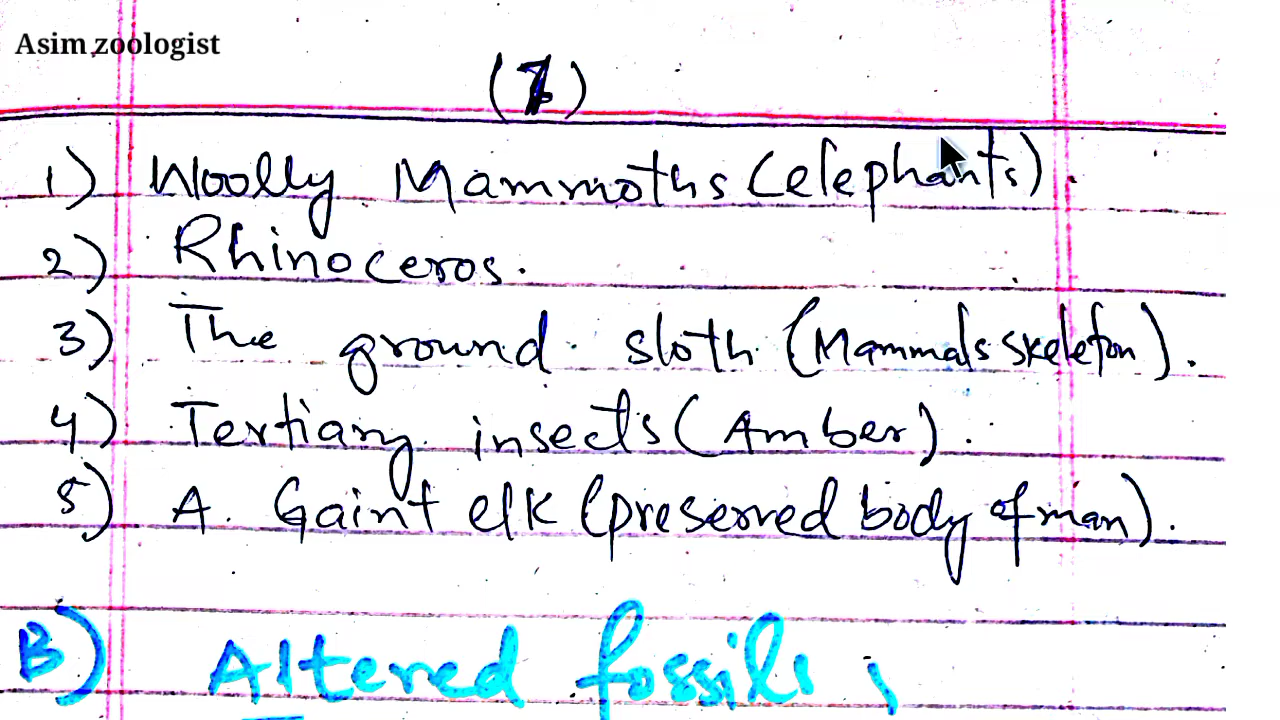 Asim zoologist
(7)
1) Woolly Mammoths (elephants).
2) Rhinoceros.
3) The ground sloth (Mammals skeleton).
4) Tertiary insects (Amber).
5) A. Gaint elk (preserved body of man).
B) Altered fossils,